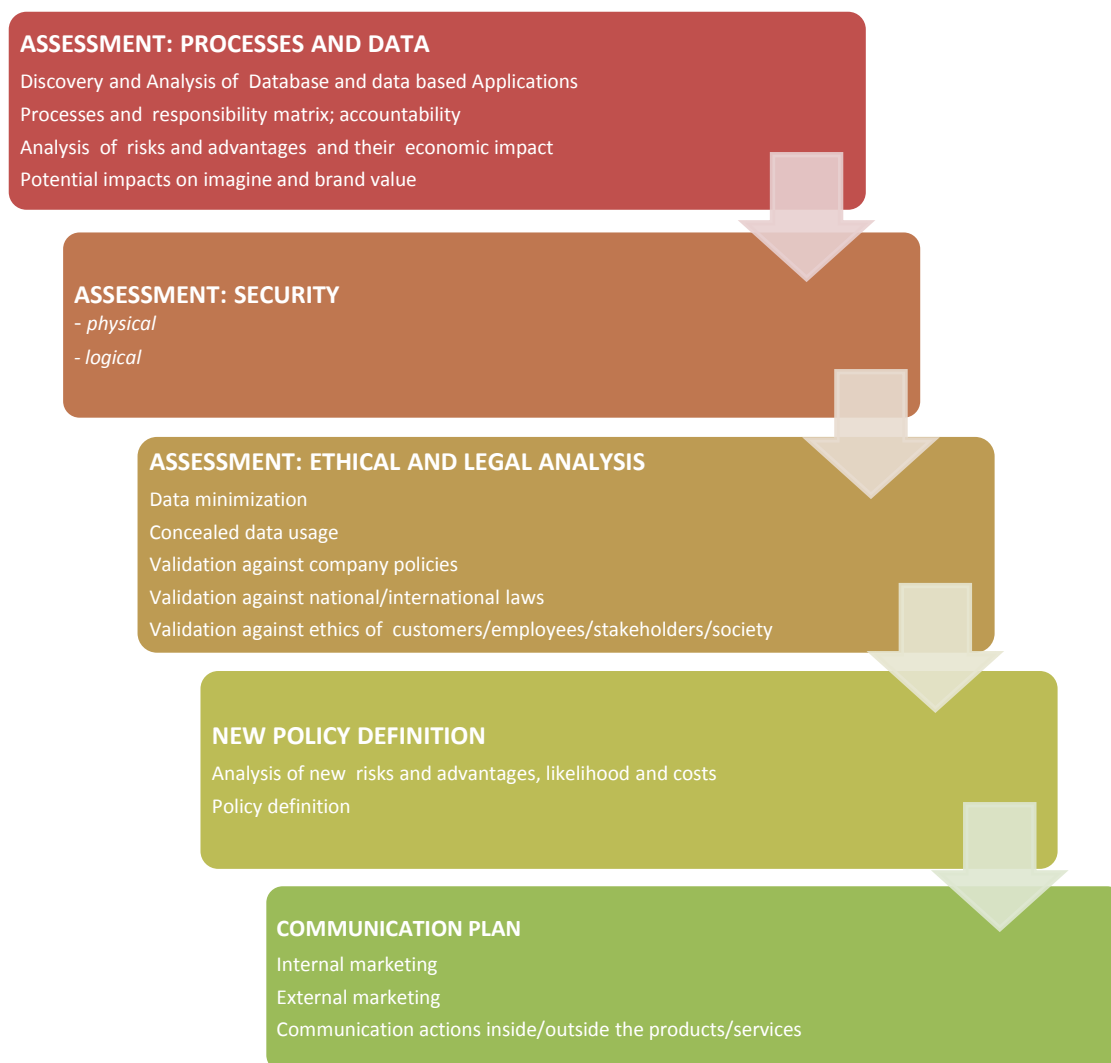 ASSESSMENT: PROCESSES AND DATA
Discovery and Analysis of Database and data based Applications
Processes and responsibility matrix; accountability
Analysis of risks and advantages and their economic impact
Potential impacts on imagine and brand value
ASSESSMENT: SECURITY
- physical
- logical
ASSESSMENT: ETHICAL AND LEGAL ANALYSIS
Data minimization
Concealed data usage
Validation against company policies
Validation against national/international laws
Validation against ethics of customers/employees/stakeholders/society
NEW POLICY DEFINITION
Analysis of new risks and advantages, likelihood and costs
Policy definition
COMMUNICATION PLAN
Internal marketing
External marketing
Communication actions inside/outside the products/services